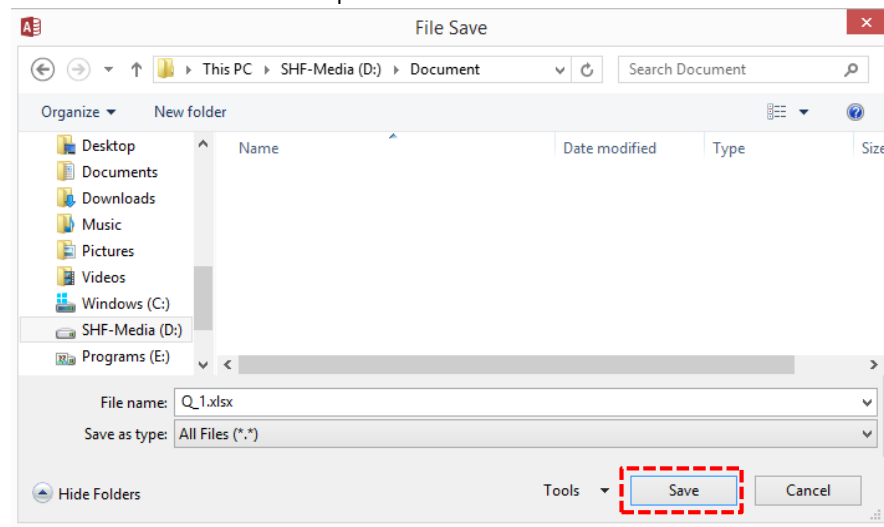 File Save
This PC SHF-Media (D:) Document
Search Document
Organize New folder
Name Date modified Type Size
Desktop
Documents
Downloads
Music
Pictures
Videos
Windows (C:)
SHF-Media (D:)
Programs (E:)
File name: Q_1.xlsx
Save as type: All Files (*.*)
Hide Folders Tools Save Cancel